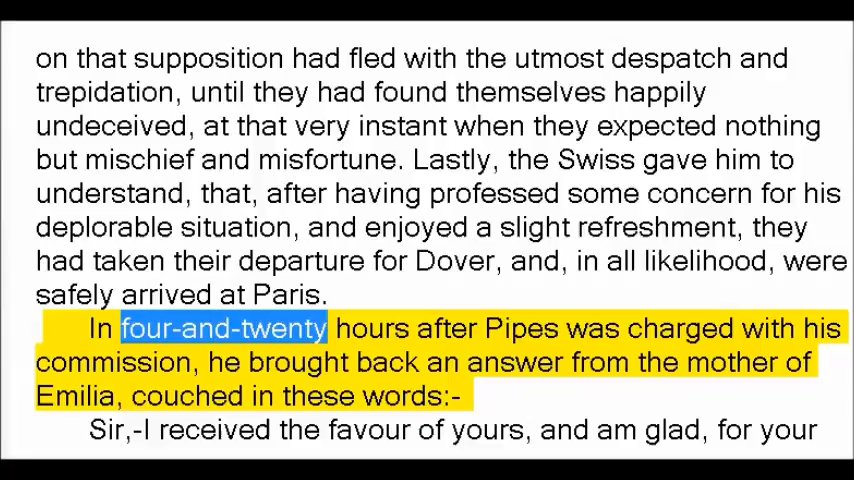 on that supposition had fled with the utmost despatch and
trepidation, until they had found themselves happily
undeceived, at that very instant when they expected nothing
but mischief and misfortune. Lastly, the Swiss gave him to
understand, that, after having professed some concern for his
deplorable situation, and enjoyed a slight refreshment, they
had taken their departure for Dover, and, in all likelihood, were
safely arrived at Paris.
In four-and-twenty hours after Pipes was charged with his
commission, he brought back an answer from the mother of
Emilia, couched in these words:-
Sir,-I received the favour of yours, and am glad, for your